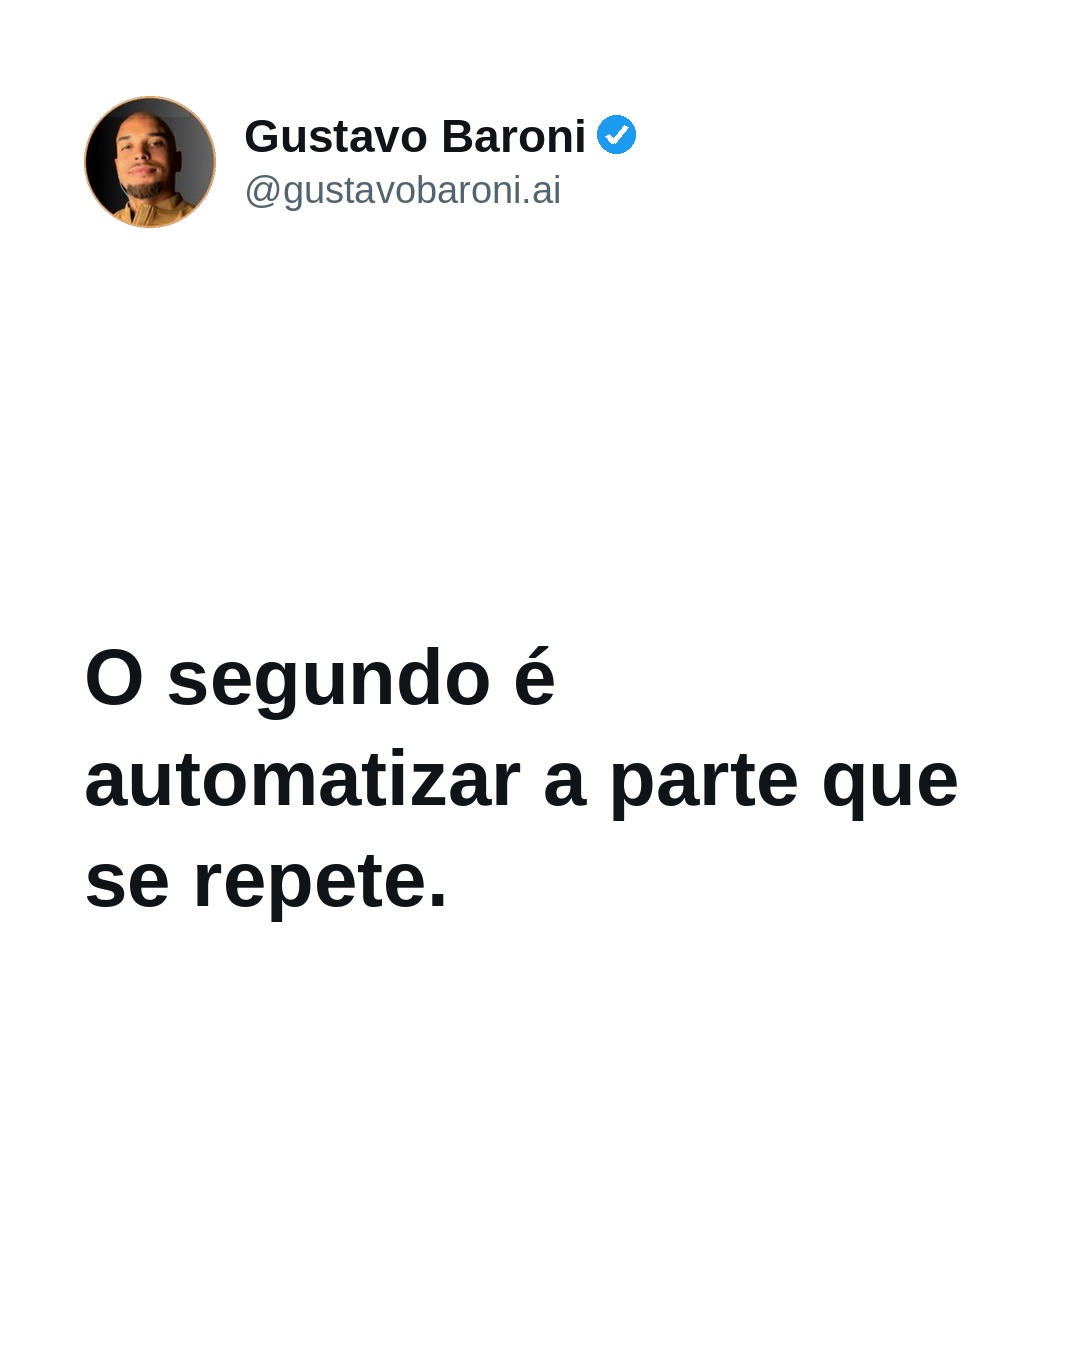 Gustavo Baroni
@gustavobaroni.ai
O segundo é
automatizar a parte que
se repete.